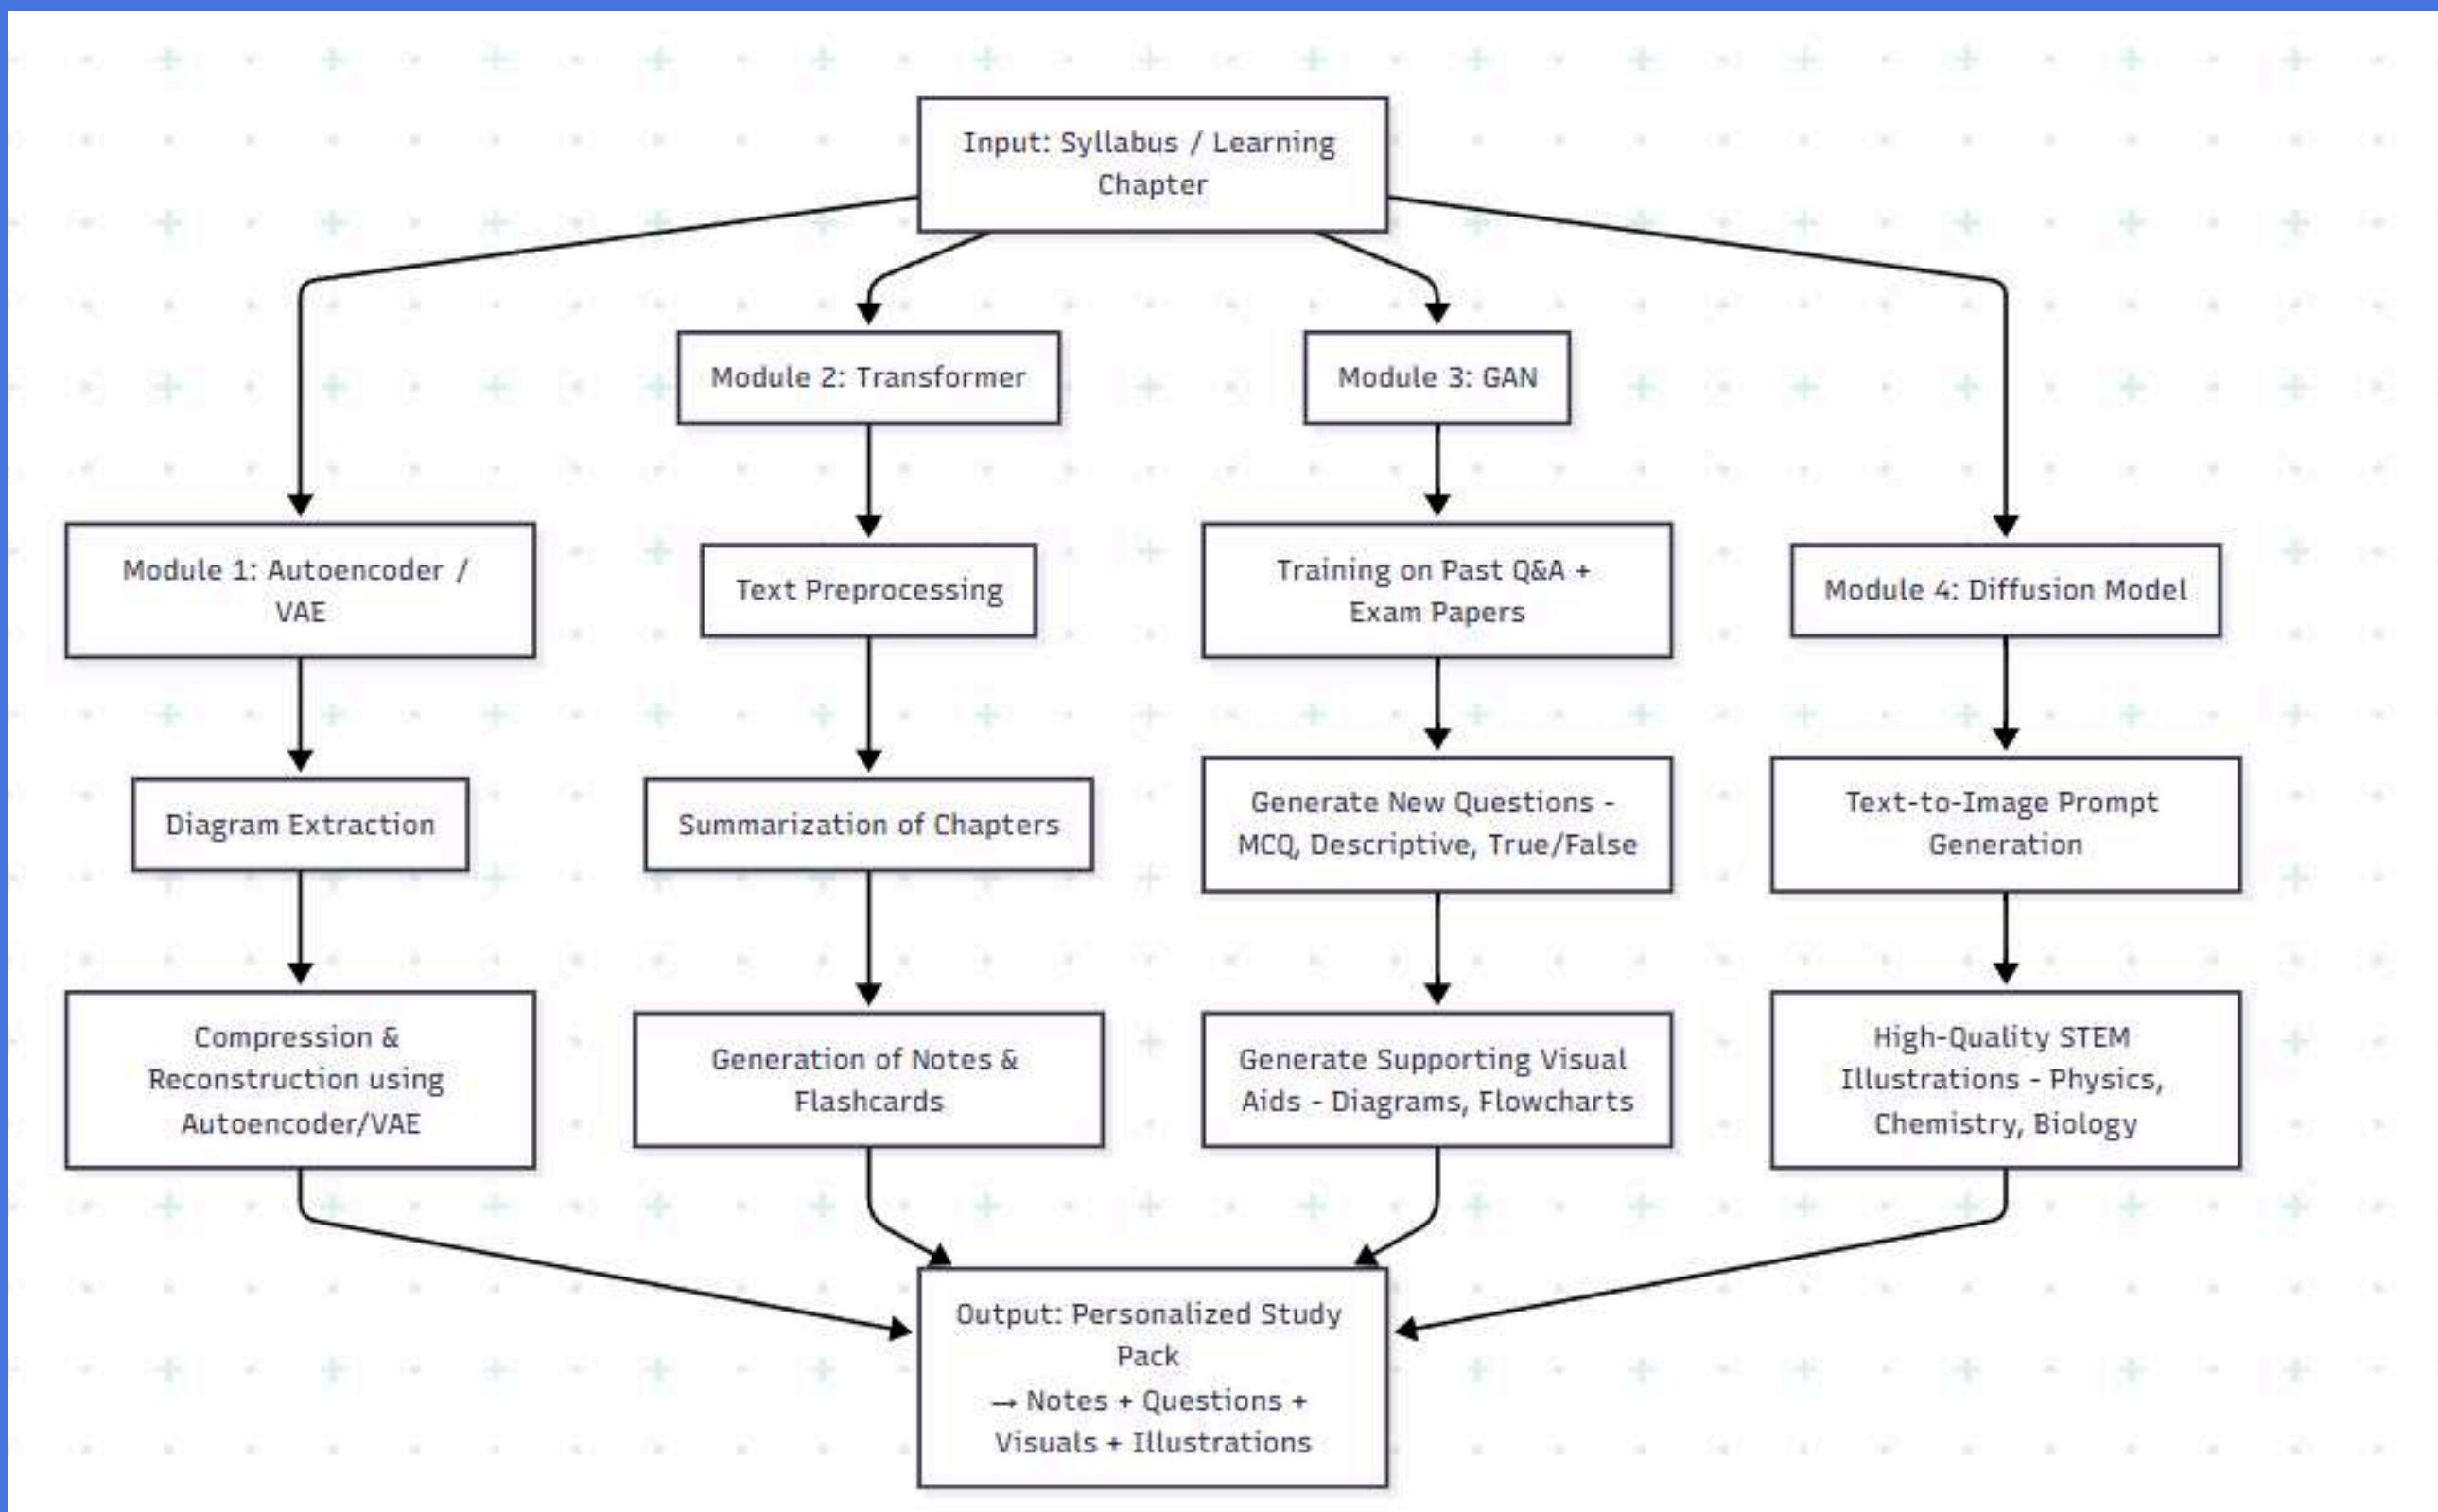 Input: Syllabus / Learning
Chapter
Module 2: Transformer
Module 3: GAN
Module 1: Autoencoder /
VAE
Text Preprocessing
Training on Past Q&A +
Exam Papers
Module 4: Diffusion Model
Diagram Extraction
Summarization of Chapters
Generate New Questions -
MCQ, Descriptive, True/False
Text-to-Image Prompt
Generation
Compression &
Reconstruction using
Autoencoder/VAE
Generation of Notes &
Flashcards
Generate Supporting Visual
Aids - Diagrams, Flowcharts
High-Quality STEM
Illustrations - Physics,
Chemistry, Biology
Output: Personalized Study
Pack
→ Notes + Questions +
Visuals + Illustrations